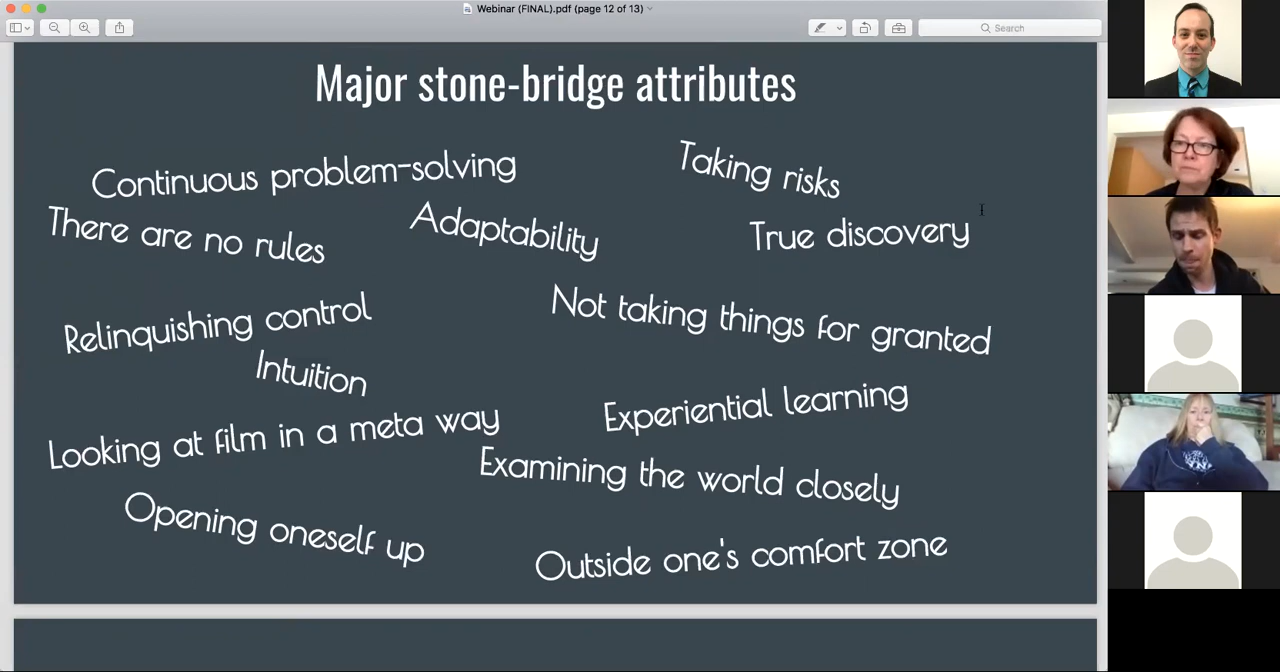 Webinar (FINAL).pdf (page 12 of 13)
Search
Major stone-bridge attributes
Continuous problem-solving
Taking risks
There are no rules
Adaptability
True discovery
Relinquishing control
Not taking things for granted
Intuition
Experiential learning
Looking at film in a meta way
Examining the world closely
Opening oneself up
Outside one's comfort zone